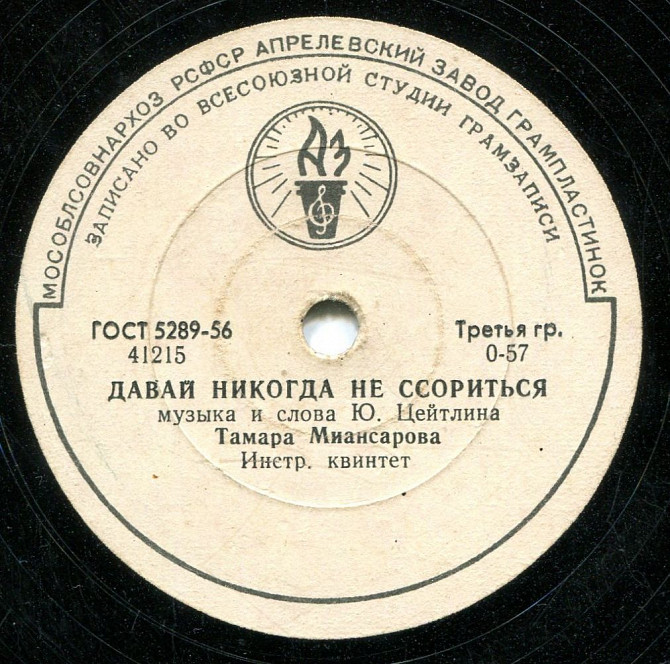 МОСОБЛСОВНАРХОЗ РСФСР АПРЕЛЕВСКИЙ ЗАВОД ГРАМПЛАСТИНОК
ЗАПИСАНО ВО ВСЕСОЮЗНОЙ СТУДИИ ГРАМЗАПИСИ
АЗ
ГОСТ 5289-56
Третья гр.
41215
0-57
ДАВАЙ НИКОГДА НЕ ССОРИТЬСЯ
музыка и слова Ю. Цейтлина
Тамара Миансарова
Инстр. квинтет